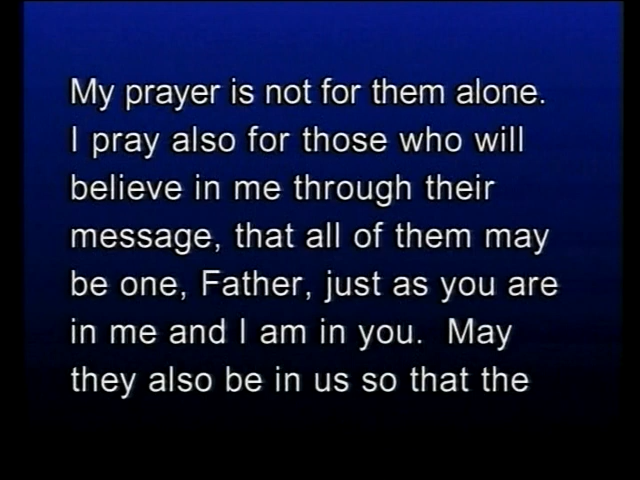 My prayer is not for them alone.
I pray also for those who will
believe in me through their
message, that all of them may
be one, Father, just as you are
in me and I am in you.  May
they also be in us so that the